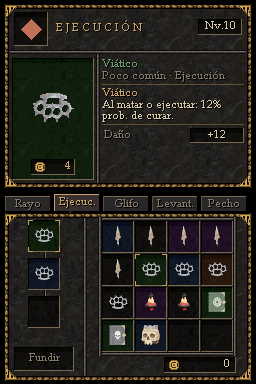 EJECUCIÓN
Nv.10
Viático
Poco común · Ejecución
Viático
Al matar o ejecutar: 12%
prob. de curar.
Daño
+12
4
Rayo
Ejecuc.
Glifo
Levant.
Pecho
Fundir
0